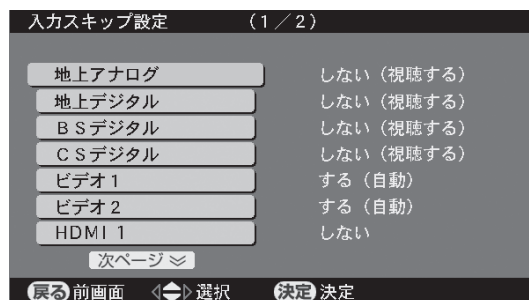 入力スキップ設定 (1/2)
地上アナログ しない(視聴する)
地上デジタル しない(視聴する)
BSデジタル しない(視聴する)
CSデジタル しない(視聴する)
ビデオ1 する(自動)
ビデオ2 する(自動)
HDMI 1 しない
次ページ
戻る 前画面 選択 決定 決定